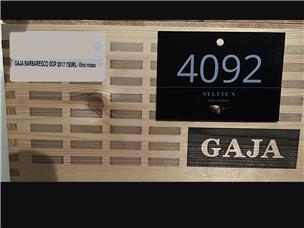 GAJA BARBARESCO DOP 2017 750ML- Vino rosso
4092
SYLVIE'S
GAJA